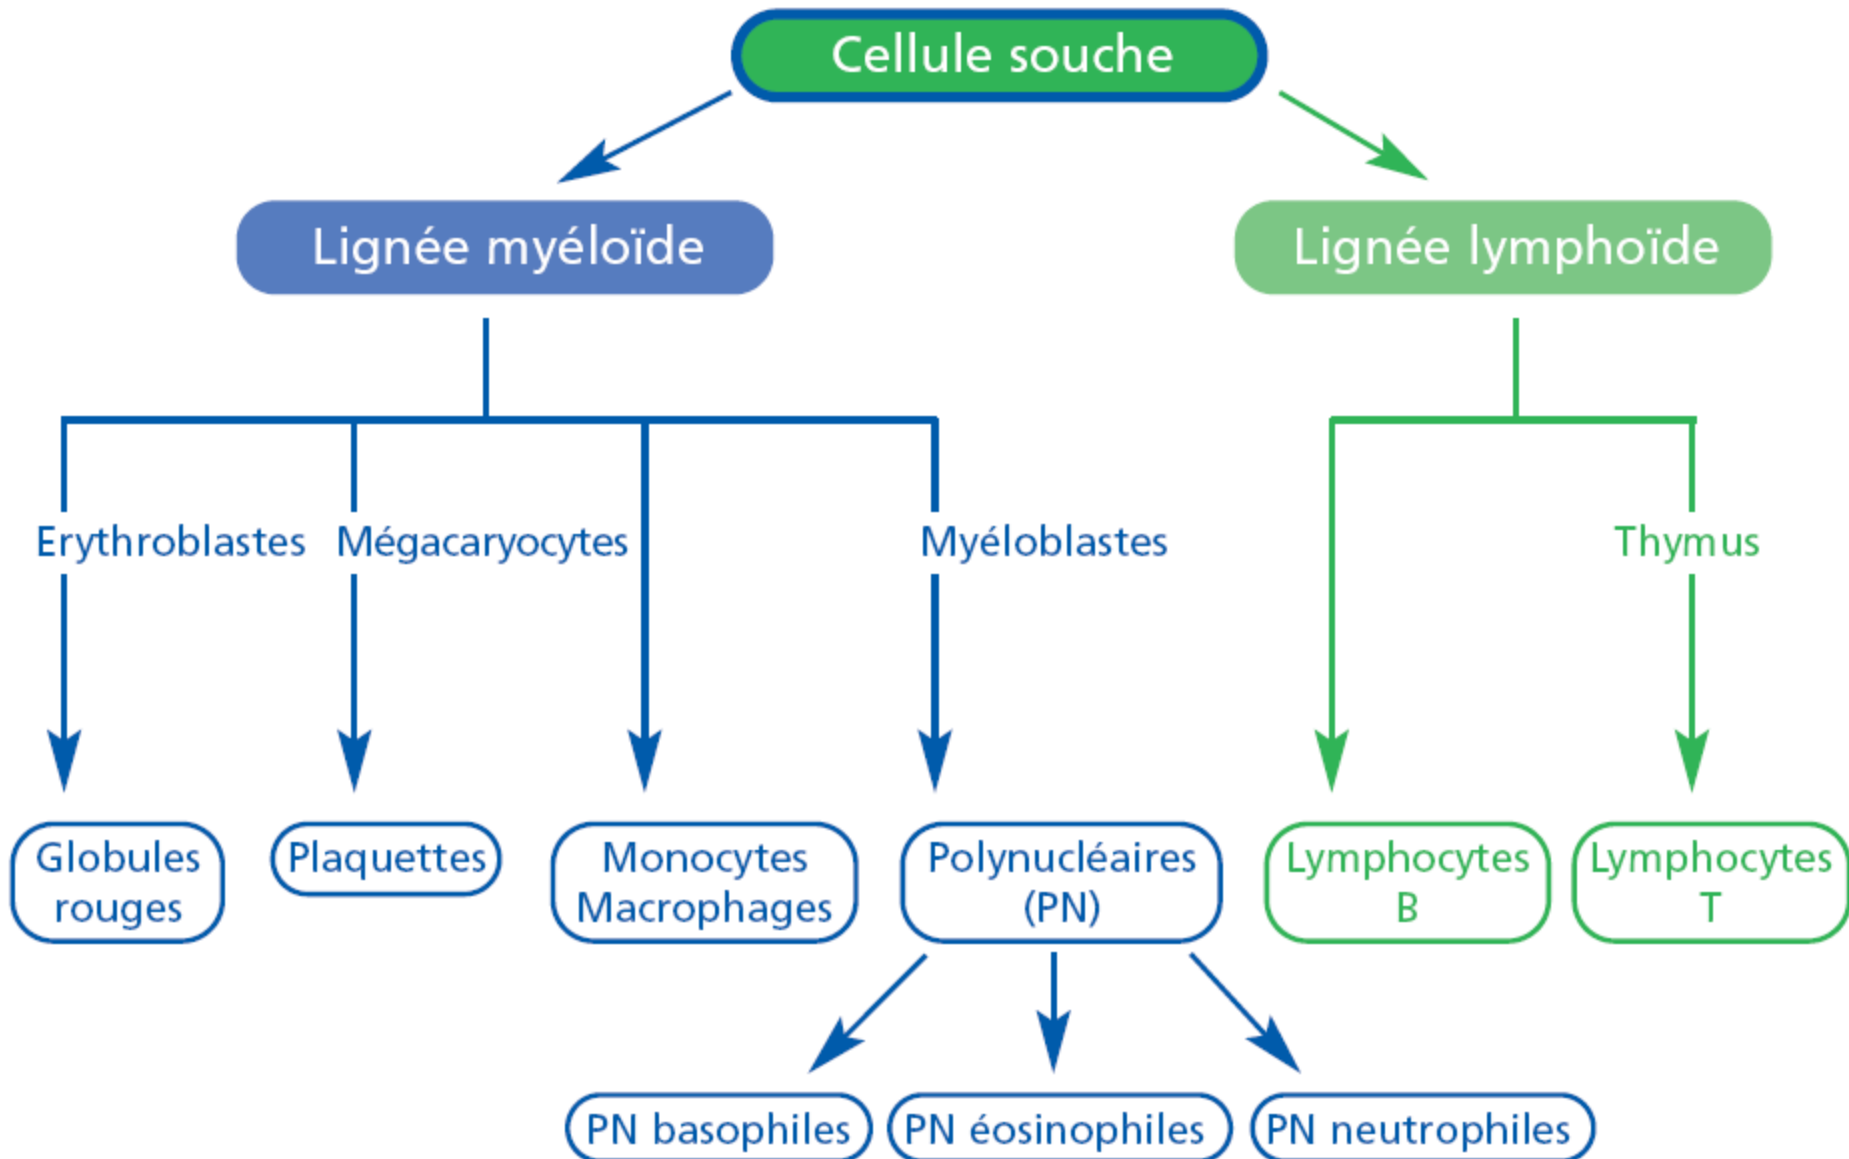 Cellule souche
Lignée myéloïde
Lignée lymphoïde
Erythroblastes
Mégacaryocytes
Myéloblastes
Thymus
Globules
rouges
Plaquettes
Monocytes
Macrophages
Polynucléaires
(PN)
Lymphocytes
B
Lymphocytes
T
PN basophiles
PN éosinophiles
PN neutrophiles